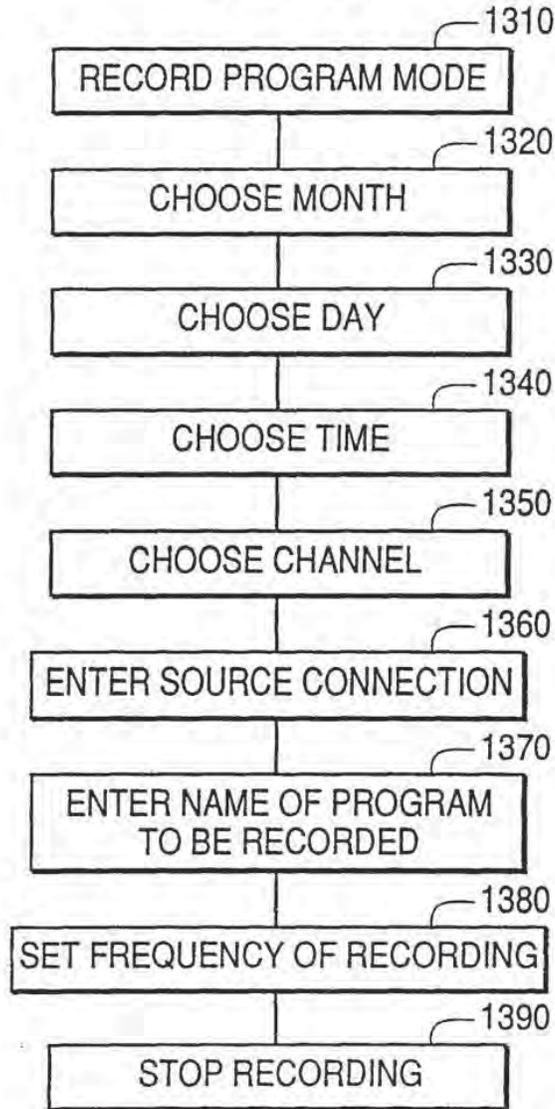 1310
RECORD PROGRAM MODE
1320
CHOOSE MONTH
1330
CHOOSE DAY
1340
CHOOSE TIME
1350
CHOOSE CHANNEL
1360
ENTER SOURCE CONNECTION
1370
ENTER NAME OF PROGRAM
TO BE RECORDED
1380
SET FREQUENCY OF RECORDING
1390
STOP RECORDING